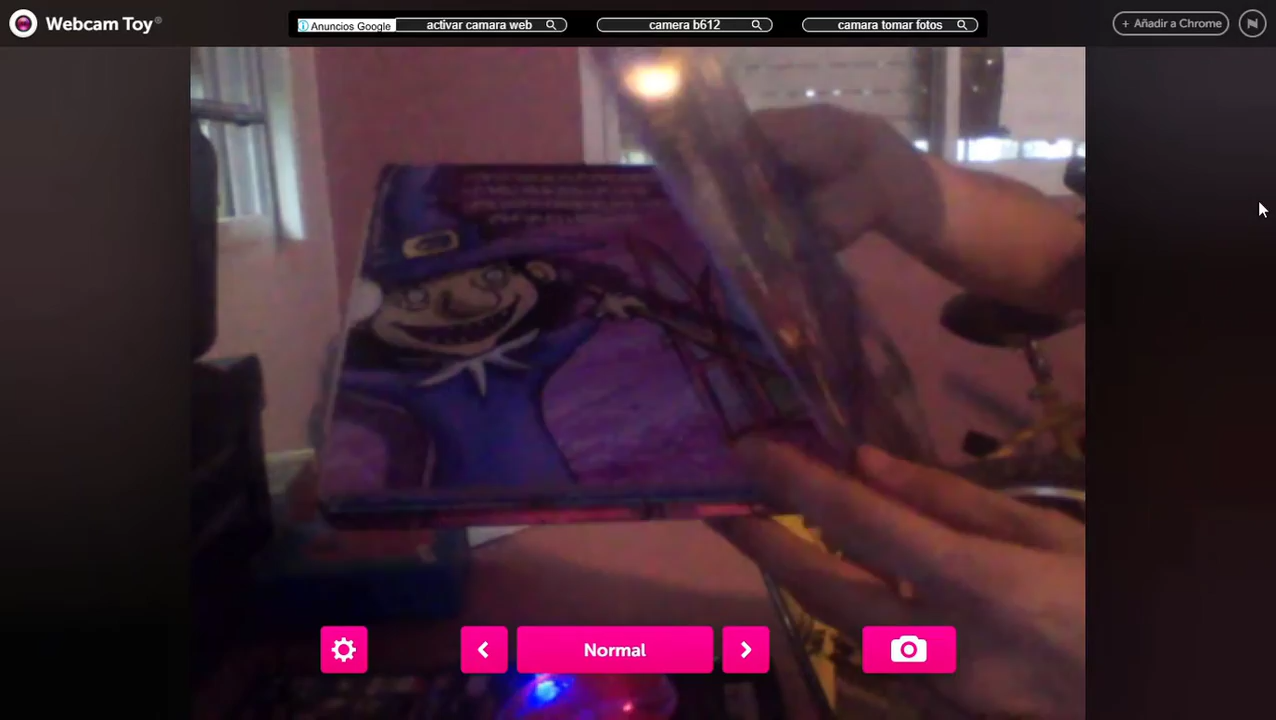 Webcam Toy®
Anuncios Google
activar camara web
camera b612
camara tomar fotos
+ Añadir a Chrome
Normal